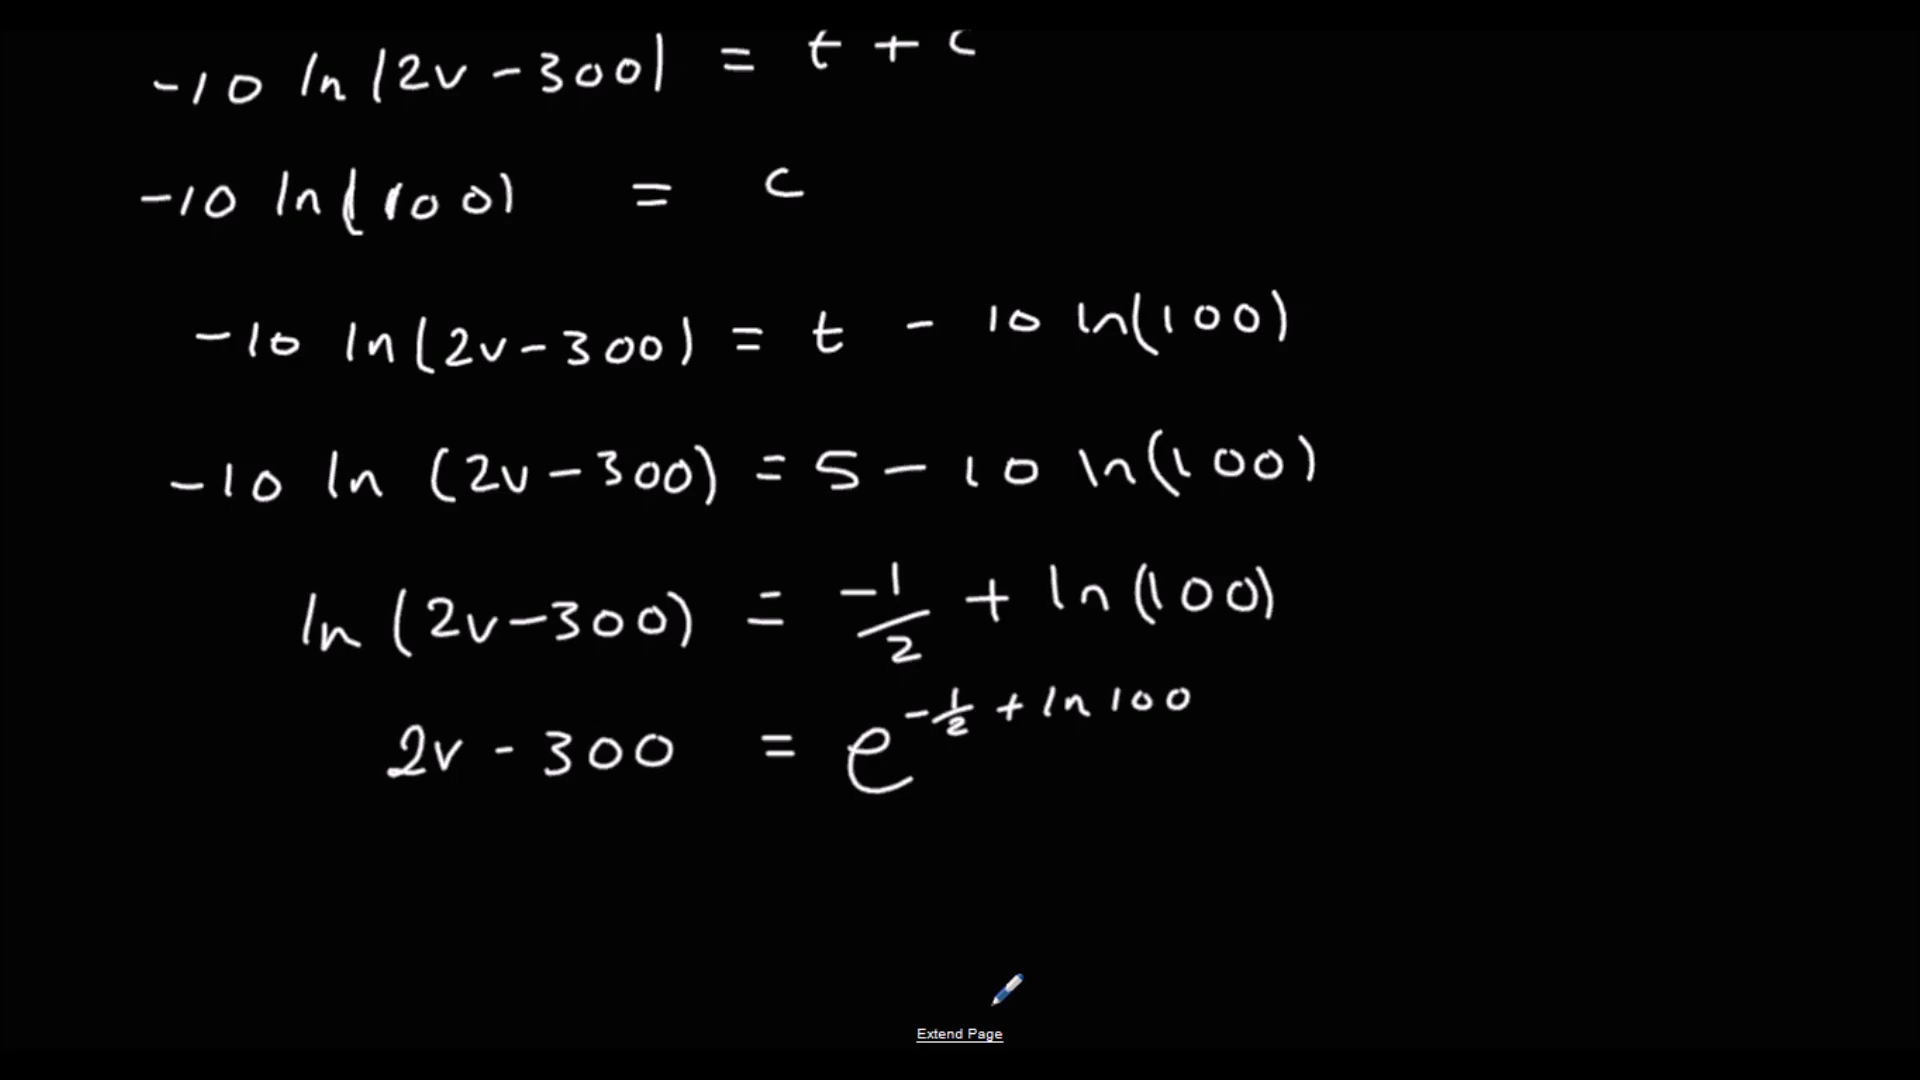 -10 ln|2v - 300| = t + c
-10 ln(100) = c
-10 ln(2v - 300) = t - 10 ln(100)
-10 ln (2v - 300) = 5 - 10 ln(100)
ln (2v - 300) = -1/2 + ln(100)
2v - 300 = e^(-1/2 + ln 100)
Extend Page